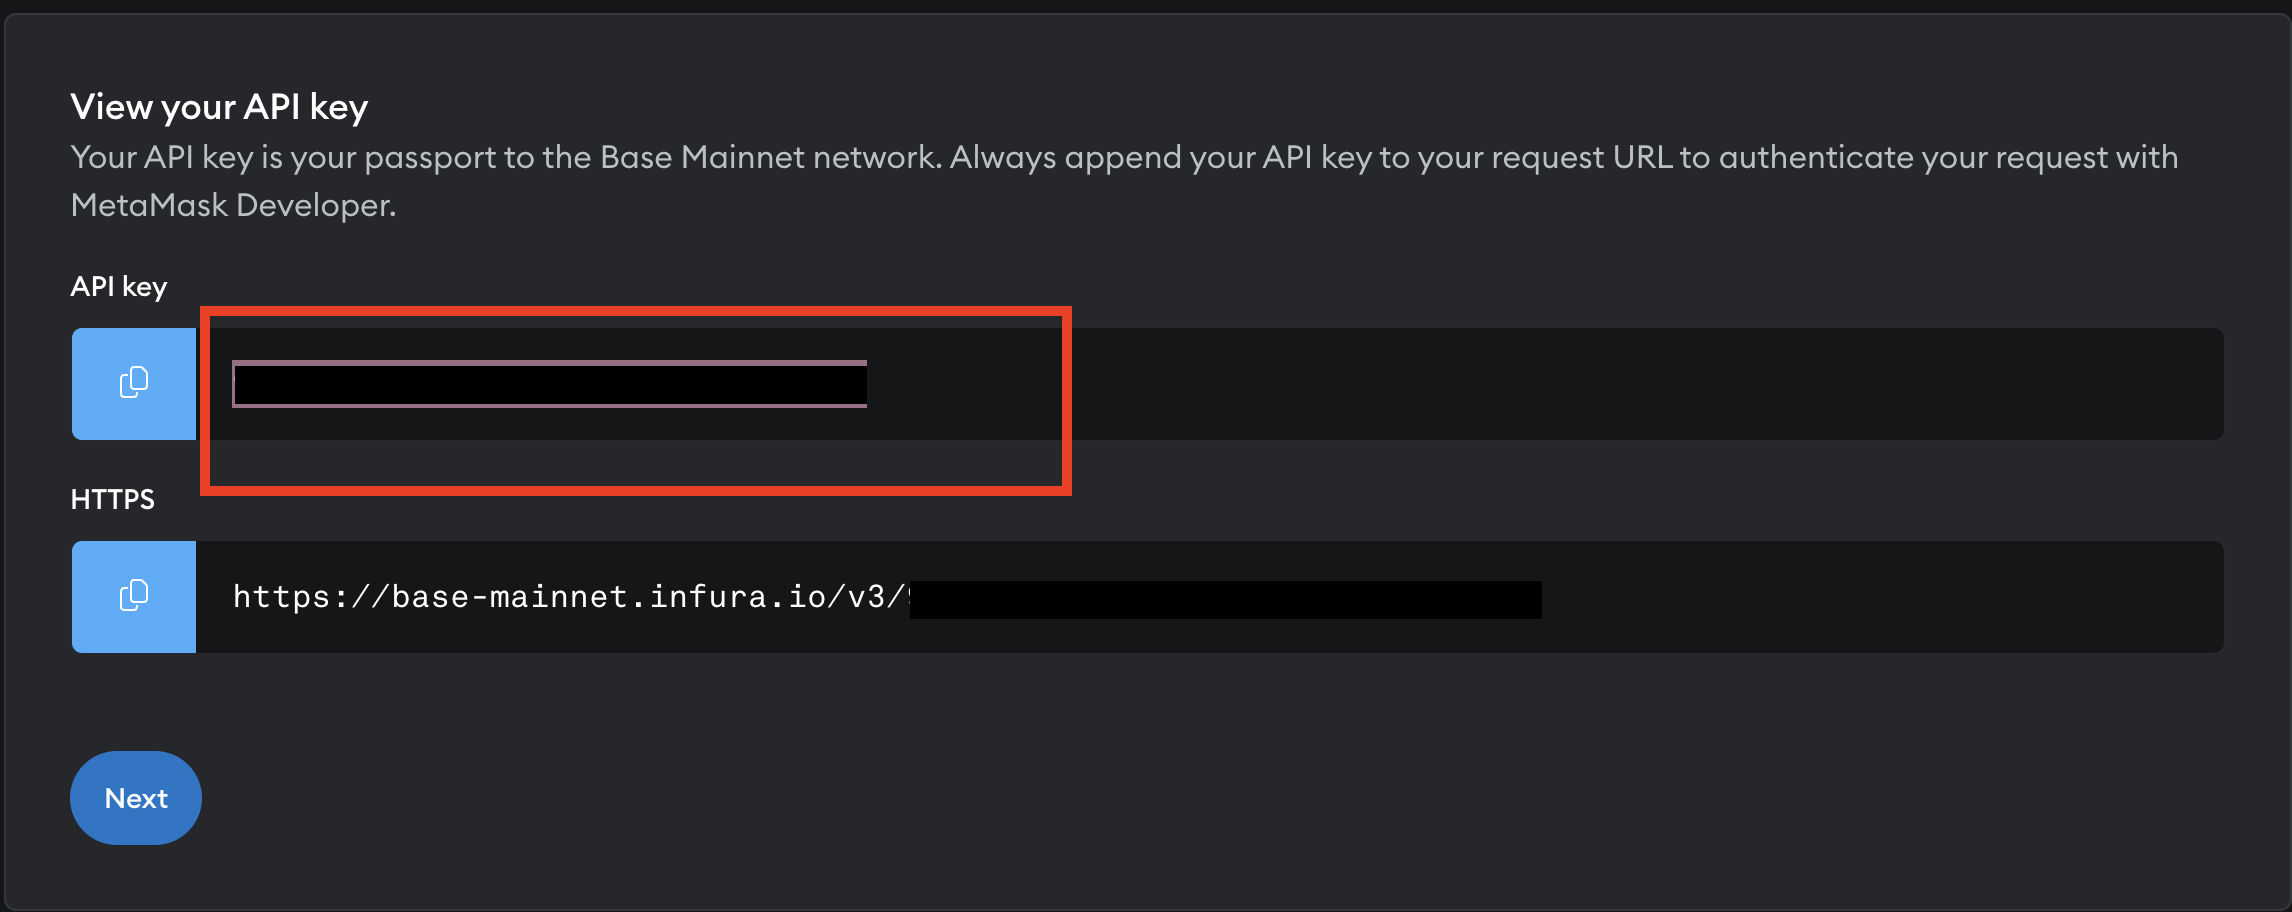 View your API key
Your API key is your passport to the Base Mainnet network. Always append your API key to your request URL to authenticate your request with
MetaMask Developer.
API key
HTTPS
https://base-mainnet.infura.io/v3/
Next